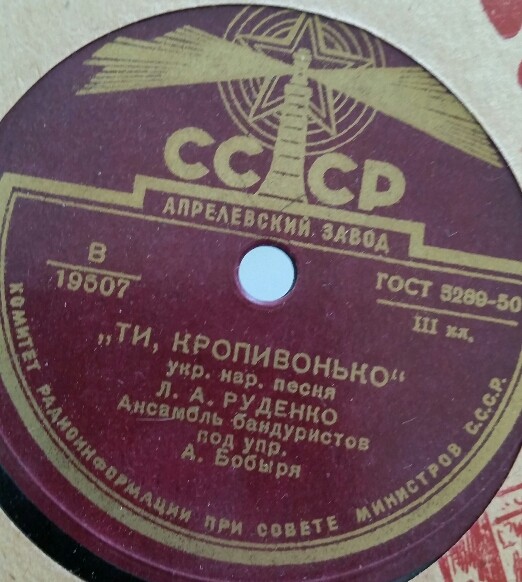 СССР
АПРЕЛЕВСКИЙ ЗАВОД
В
19507
ГОСТ 5289-50
III кл.
„ТИ, КРОПИВОНЬКО“
укр. нар. песня
Л. А. РУДЕНКО
Ансамбль бандуристов
под упр.
А. Бобыря
КОМИТЕТ РАДИОИНФОРМАЦИИ ПРИ СОВЕТЕ МИНИСТРОВ С.С.С.Р.